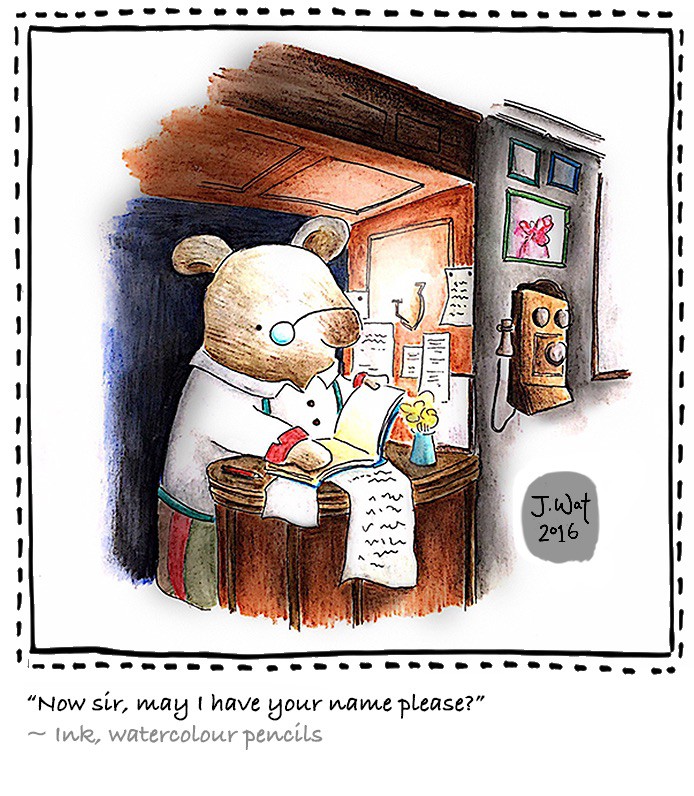 J.Wat
2016
“Now sir, may I have your name please?”
~ Ink, watercolour pencils